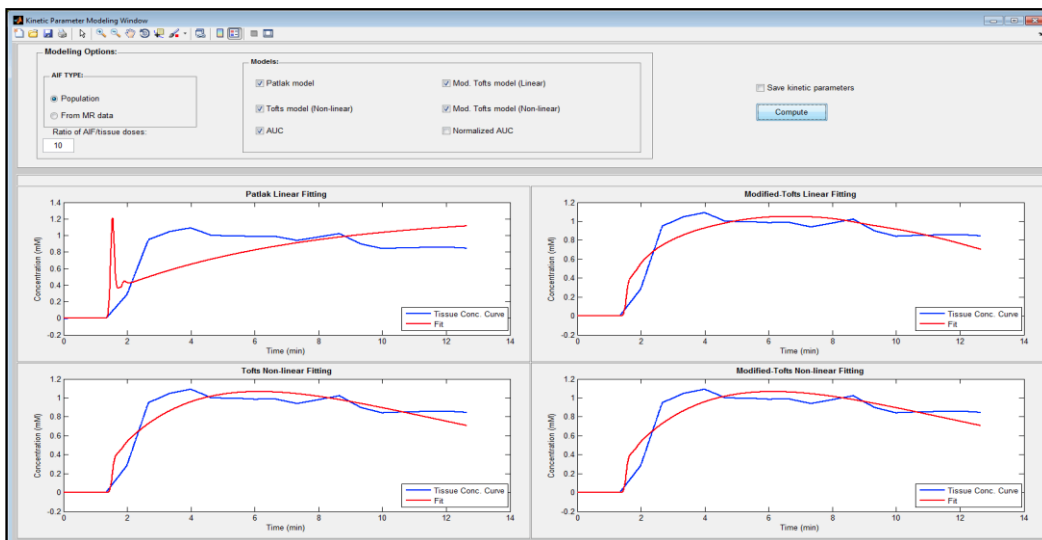 Kinetic Parameter Modeling Window
Modeling Options:
AIF TYPE:
Population
From MR data
Ratio of AIF/tissue doses:
10
Models:
Patlak model
Mod. Tofts model (Linear)
Tofts model (Non-linear)
Mod. Tofts model (Non-linear)
AUC
Normalized AUC
Save kinetic parameters
Compute
Patlak Linear Fitting
1.4
1.2
1
0.8
0.6
0.4
0.2
0
-0.2
Concentration (mM)
0 2 4 6 8 10 12 14
Time (min)
Tissue Conc. Curve
Fit
Modified-Tofts Linear Fitting
1.2
1
0.8
0.6
0.4
0.2
0
-0.2
Concentration (mM)
0 2 4 6 8 10 12 14
Time (min)
Tissue Conc. Curve
Fit
Tofts Non-linear Fitting
1.2
1
0.8
0.6
0.4
0.2
0
-0.2
Concentration (mM)
0 2 4 6 8 10 12 14
Time (min)
Tissue Conc. Curve
Fit
Modified-Tofts Non-linear Fitting
1.2
1
0.8
0.6
0.4
0.2
0
-0.2
Concentration (mM)
0 2 4 6 8 10 12 14
Time (min)
Tissue Conc. Curve
Fit